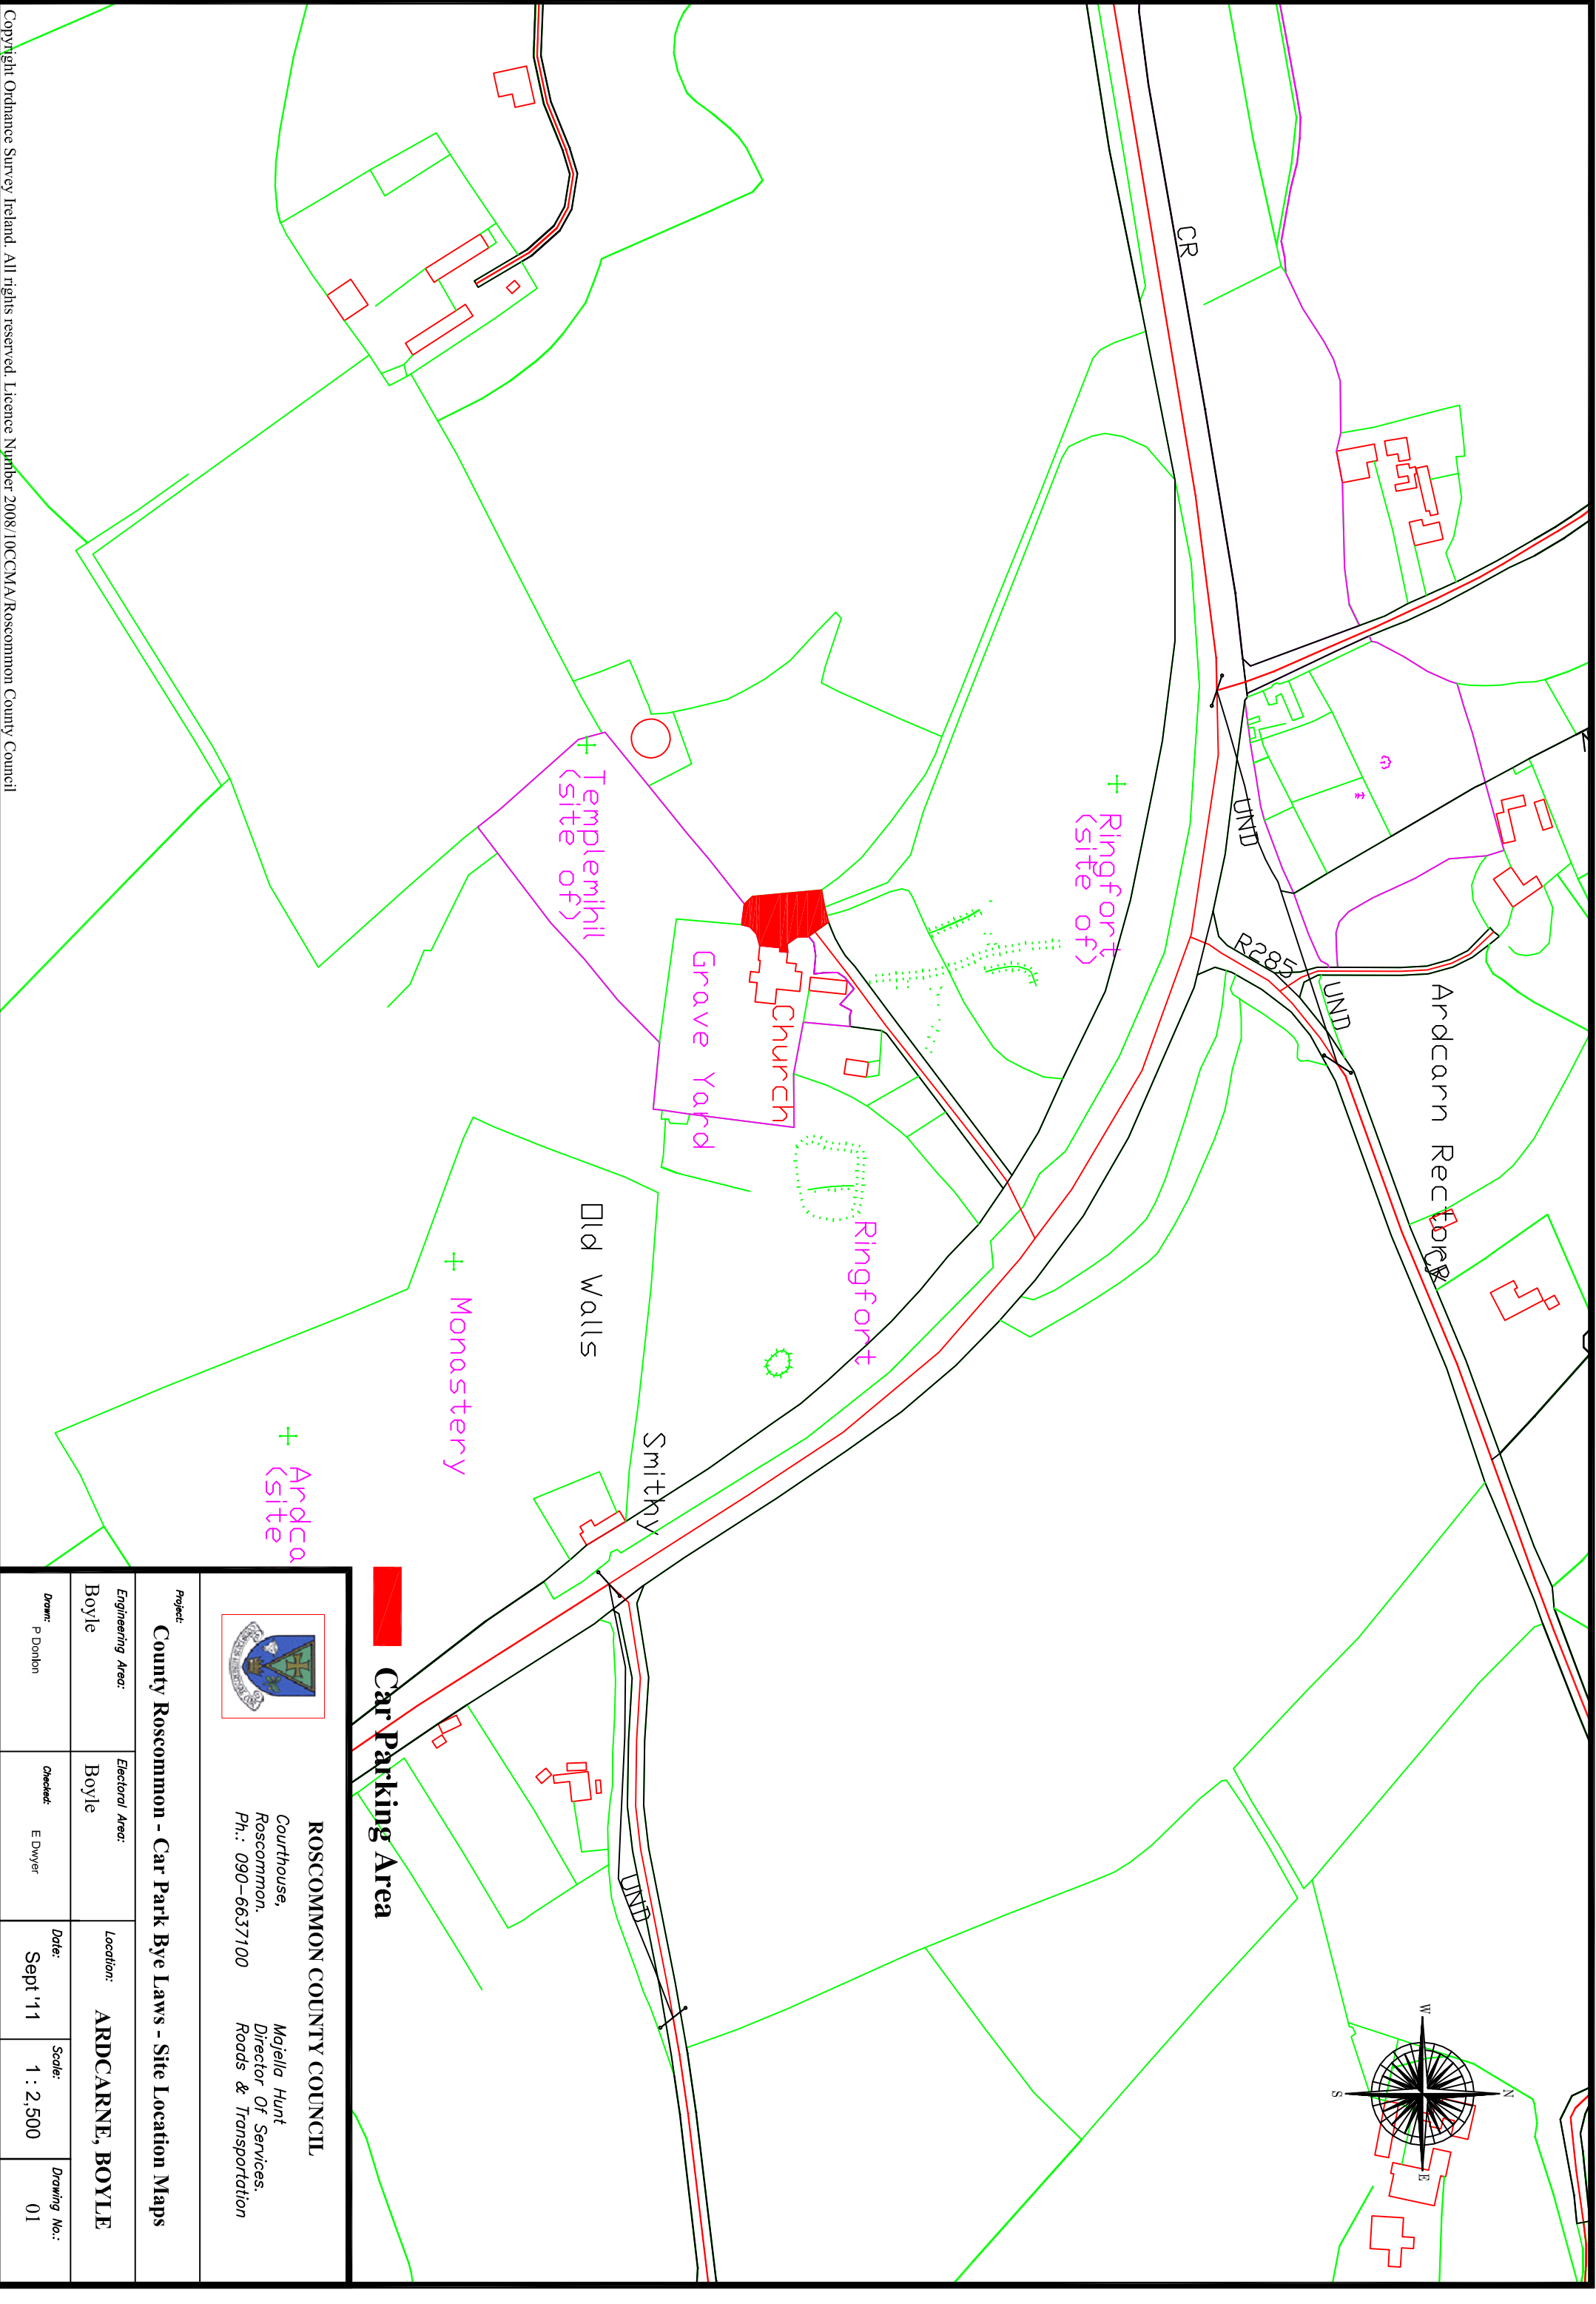 CR
UND
R285
UND
Ardcarn Rectory
CR
Ringfort
(site of)
Templemihil
(site of)
Church
Grave Yard
Ringfort
Old Walls
Monastery
Smithy
Ardca
(site
UND
W
N
S
E
Car Parking Area
ROSCOMMON COUNTY COUNCIL
Courthouse,
Roscommon.
Ph.: 090-6637100
Majella Hunt
Director Of Services.
Roads & Transportation
Project:
County Roscommon - Car Park Bye Laws - Site Location Maps
Engineering Area:
Boyle
Electoral Area:
Boyle
Location:
ARDCARNE, BOYLE
Drawn:
P Donlon
Checked:
E Dwyer
Date:
Sept '11
Scale:
1 : 2,500
Drawing No.:
01
Copyright Ordnance Survey Ireland. All rights reserved. Licence Number 2008/10CCMA/Roscommon County Council